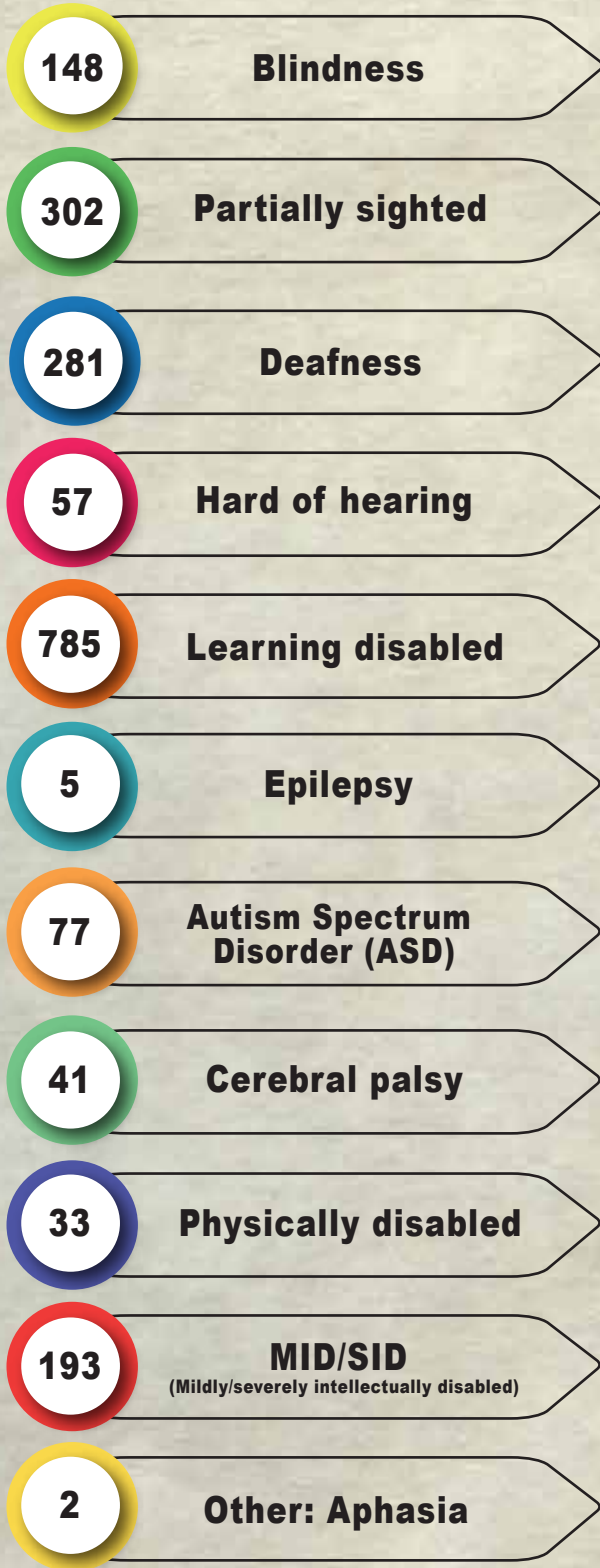 148
Blindness
302
Partially sighted
281
Deafness
57
Hard of hearing
785
Learning disabled
5
Epilepsy
77
Autism Spectrum
Disorder (ASD)
41
Cerebral palsy
33
Physically disabled
193
MID/SID
(Mildly/severely intellectually disabled)
2
Other: Aphasia